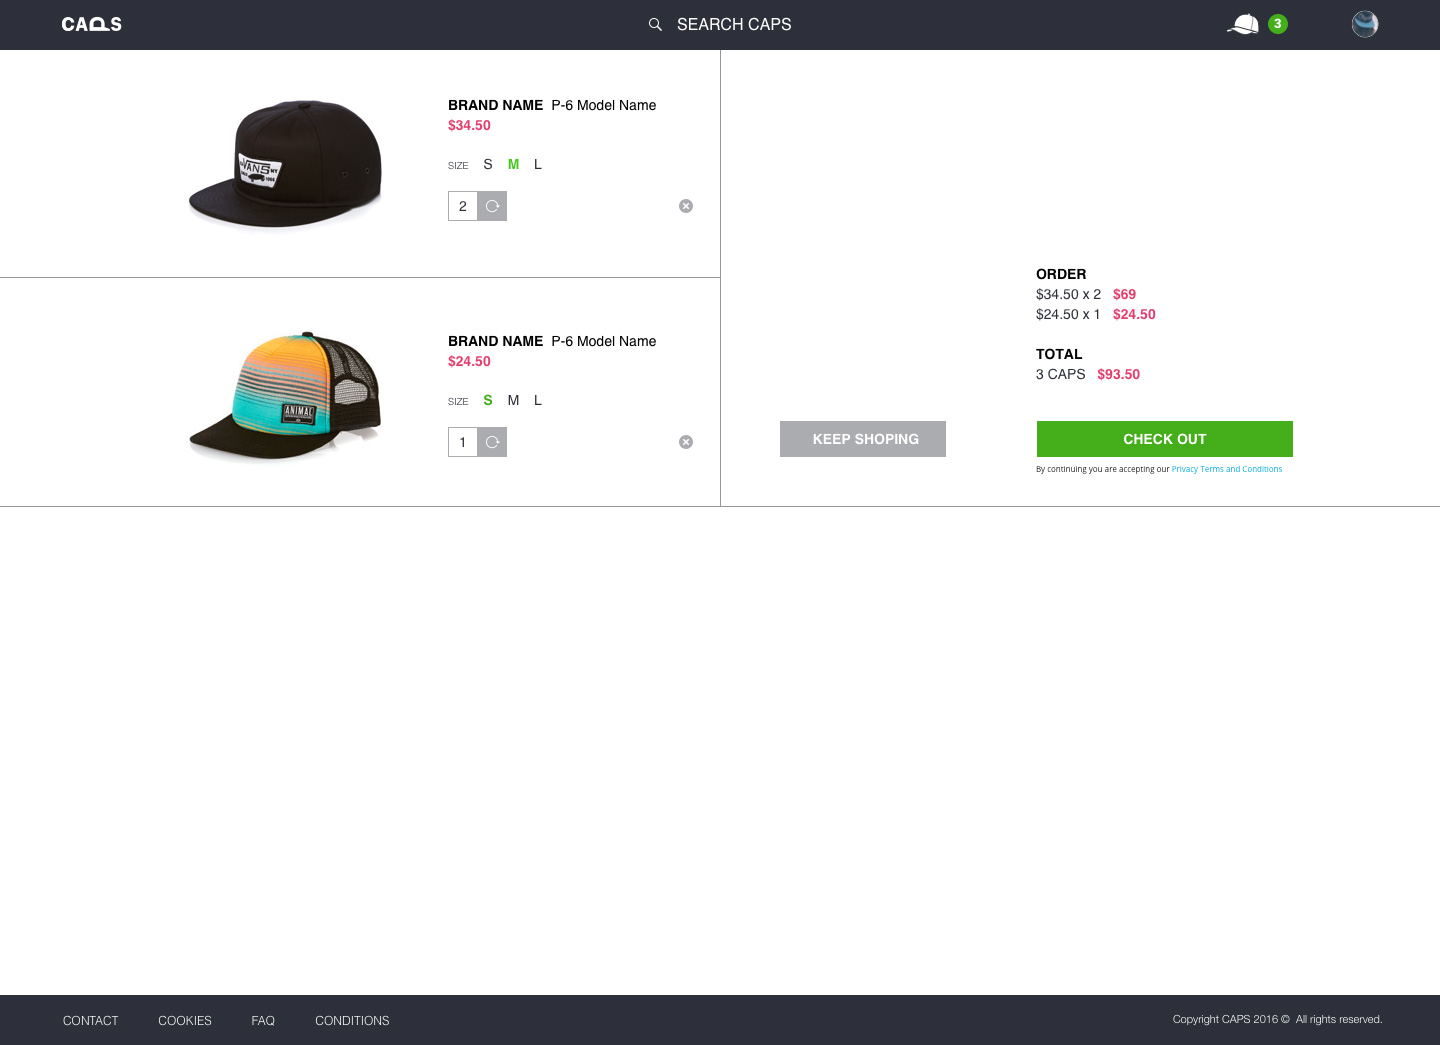 CAPS
SEARCH CAPS
3
BRAND NAME P-6 Model Name
$34.50
SIZE S M L
2
VANS
BRAND NAME P-6 Model Name
$24.50
SIZE S M L
1
ANIMAL
ORDER
$34.50 x 2 $69
$24.50 x 1 $24.50
TOTAL
3 CAPS $93.50
KEEP SHOPING
CHECK OUT
By continuing you are accepting our Privacy Terms and Conditions
CONTACT COOKIES FAQ CONDITIONS
Copyright CAPS 2016 © All rights reserved.